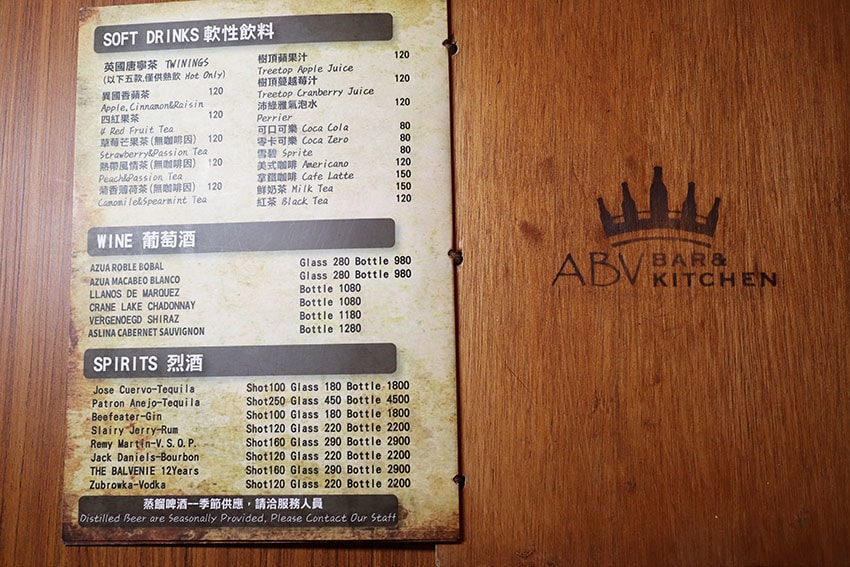 SOFT DRINKS 軟性飲料
英國唐寧茶 TWININGS
(以下五款,僅供熱飲 Hot Only)
異國香蘋茶 120
Apple,Cinnamon&Raisin
四紅果茶 120
4 Red Fruit Tea
草莓芒果茶(無咖啡因) 120
Strawberry&Passion Tea
熱帶風情茶(無咖啡因) 120
Peach&Passion Tea
菊香薄荷茶(無咖啡因) 120
Camomile&Spearmint Tea
樹頂蘋果汁 120
Treetop Apple Juice
樹頂蔓越莓汁 120
Treetop Cranberry Juice
沛綠雅氣泡水 120
Perrier
可口可樂 Coca Cola 80
零卡可樂 Coca Zero 80
雪碧 Sprite 80
美式咖啡 Americano 120
拿鐵咖啡 Cafe Latte 150
鮮奶茶 Milk Tea 150
紅茶 Black Tea 120
WINE 葡萄酒
AZUA ROBLE BOBAL Glass 280 Bottle 980
AZUA MACABEO BLANCO Glass 280 Bottle 980
LLANOS DE MARQUEZ Bottle 1080
CRANE LAKE CHADONNAY Bottle 1080
VERGENOEGD SHIRAZ Bottle 1180
ASLINA CABERNET SAUVIGNON Bottle 1280
SPIRITS 烈酒
Jose Cuervo-Tequila Shot100 Glass 180 Bottle 1800
Patron Anejo-Tequila Shot250 Glass 450 Bottle 4500
Beefeater-Gin Shot100 Glass 180 Bottle 1800
Slairy Jerry-Rum Shot120 Glass 220 Bottle 2200
Remy Martin-V.S.O.P. Shot160 Glass 290 Bottle 2900
Jack Daniels-Bourbon Shot120 Glass 220 Bottle 2200
THE BALVENIE 12Years Shot160 Glass 290 Bottle 2900
Zubrowka-Vodka Shot120 Glass 220 Bottle 2200
蒸餾啤酒--季節供應，請洽服務人員
Distilled Beer are Seasonally Provided, Please Contact Our Staff
ABV BAR & KITCHEN